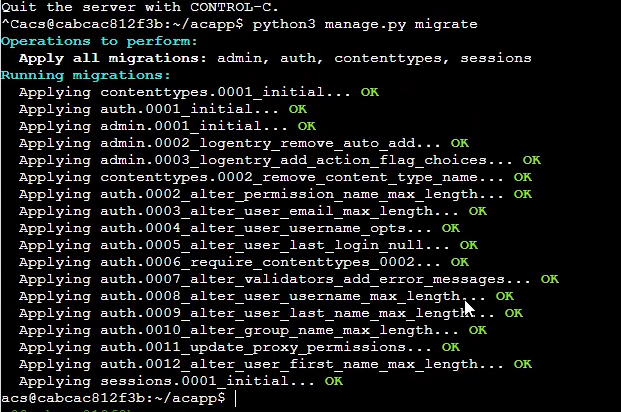 Quit the server with CONTROL-C.
^Cacs@cabcac812f3b:~/acapp$ python3 manage.py migrate
Operations to perform:
  Apply all migrations: admin, auth, contenttypes, sessions
Running migrations:
  Applying contenttypes.0001_initial... OK
  Applying auth.0001_initial... OK
  Applying admin.0001_initial... OK
  Applying admin.0002_logentry_remove_auto_add... OK
  Applying admin.0003_logentry_add_action_flag_choices... OK
  Applying contenttypes.0002_remove_content_type_name... OK
  Applying auth.0002_alter_permission_name_max_length... OK
  Applying auth.0003_alter_user_email_max_length... OK
  Applying auth.0004_alter_user_username_opts... OK
  Applying auth.0005_alter_user_last_login_null... OK
  Applying auth.0006_require_contenttypes_0002... OK
  Applying auth.0007_alter_validators_add_error_messages... OK
  Applying auth.0008_alter_user_username_max_length... OK
  Applying auth.0009_alter_user_last_name_max_length... OK
  Applying auth.0010_alter_group_name_max_length... OK
  Applying auth.0011_update_proxy_permissions... OK
  Applying auth.0012_alter_user_first_name_max_length... OK
  Applying sessions.0001_initial... OK
acs@cabcac812f3b:~/acapp$